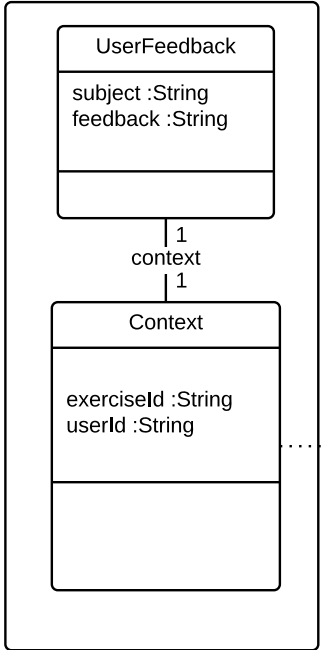 UserFeedback
subject :String
feedback :String
1
context
1
Context
exerciseId :String
userId :String